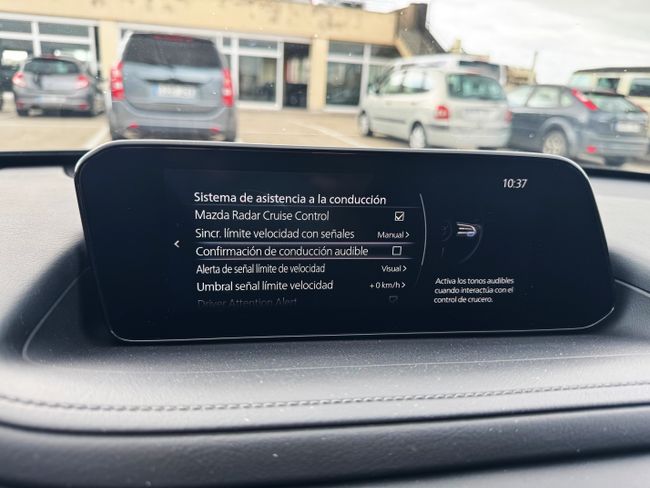 Sistema de asistencia a la conducción
10:37
Mazda Radar Cruise Control
Sincr. límite velocidad con señales Manual >
Confirmación de conducción audible
Alerta de señal límite de velocidad Visual >
Umbral señal límite velocidad +0 km/h >
Driver Attention Alert
Activa los tonos audibles
cuando interactúa con el
control de crucero.